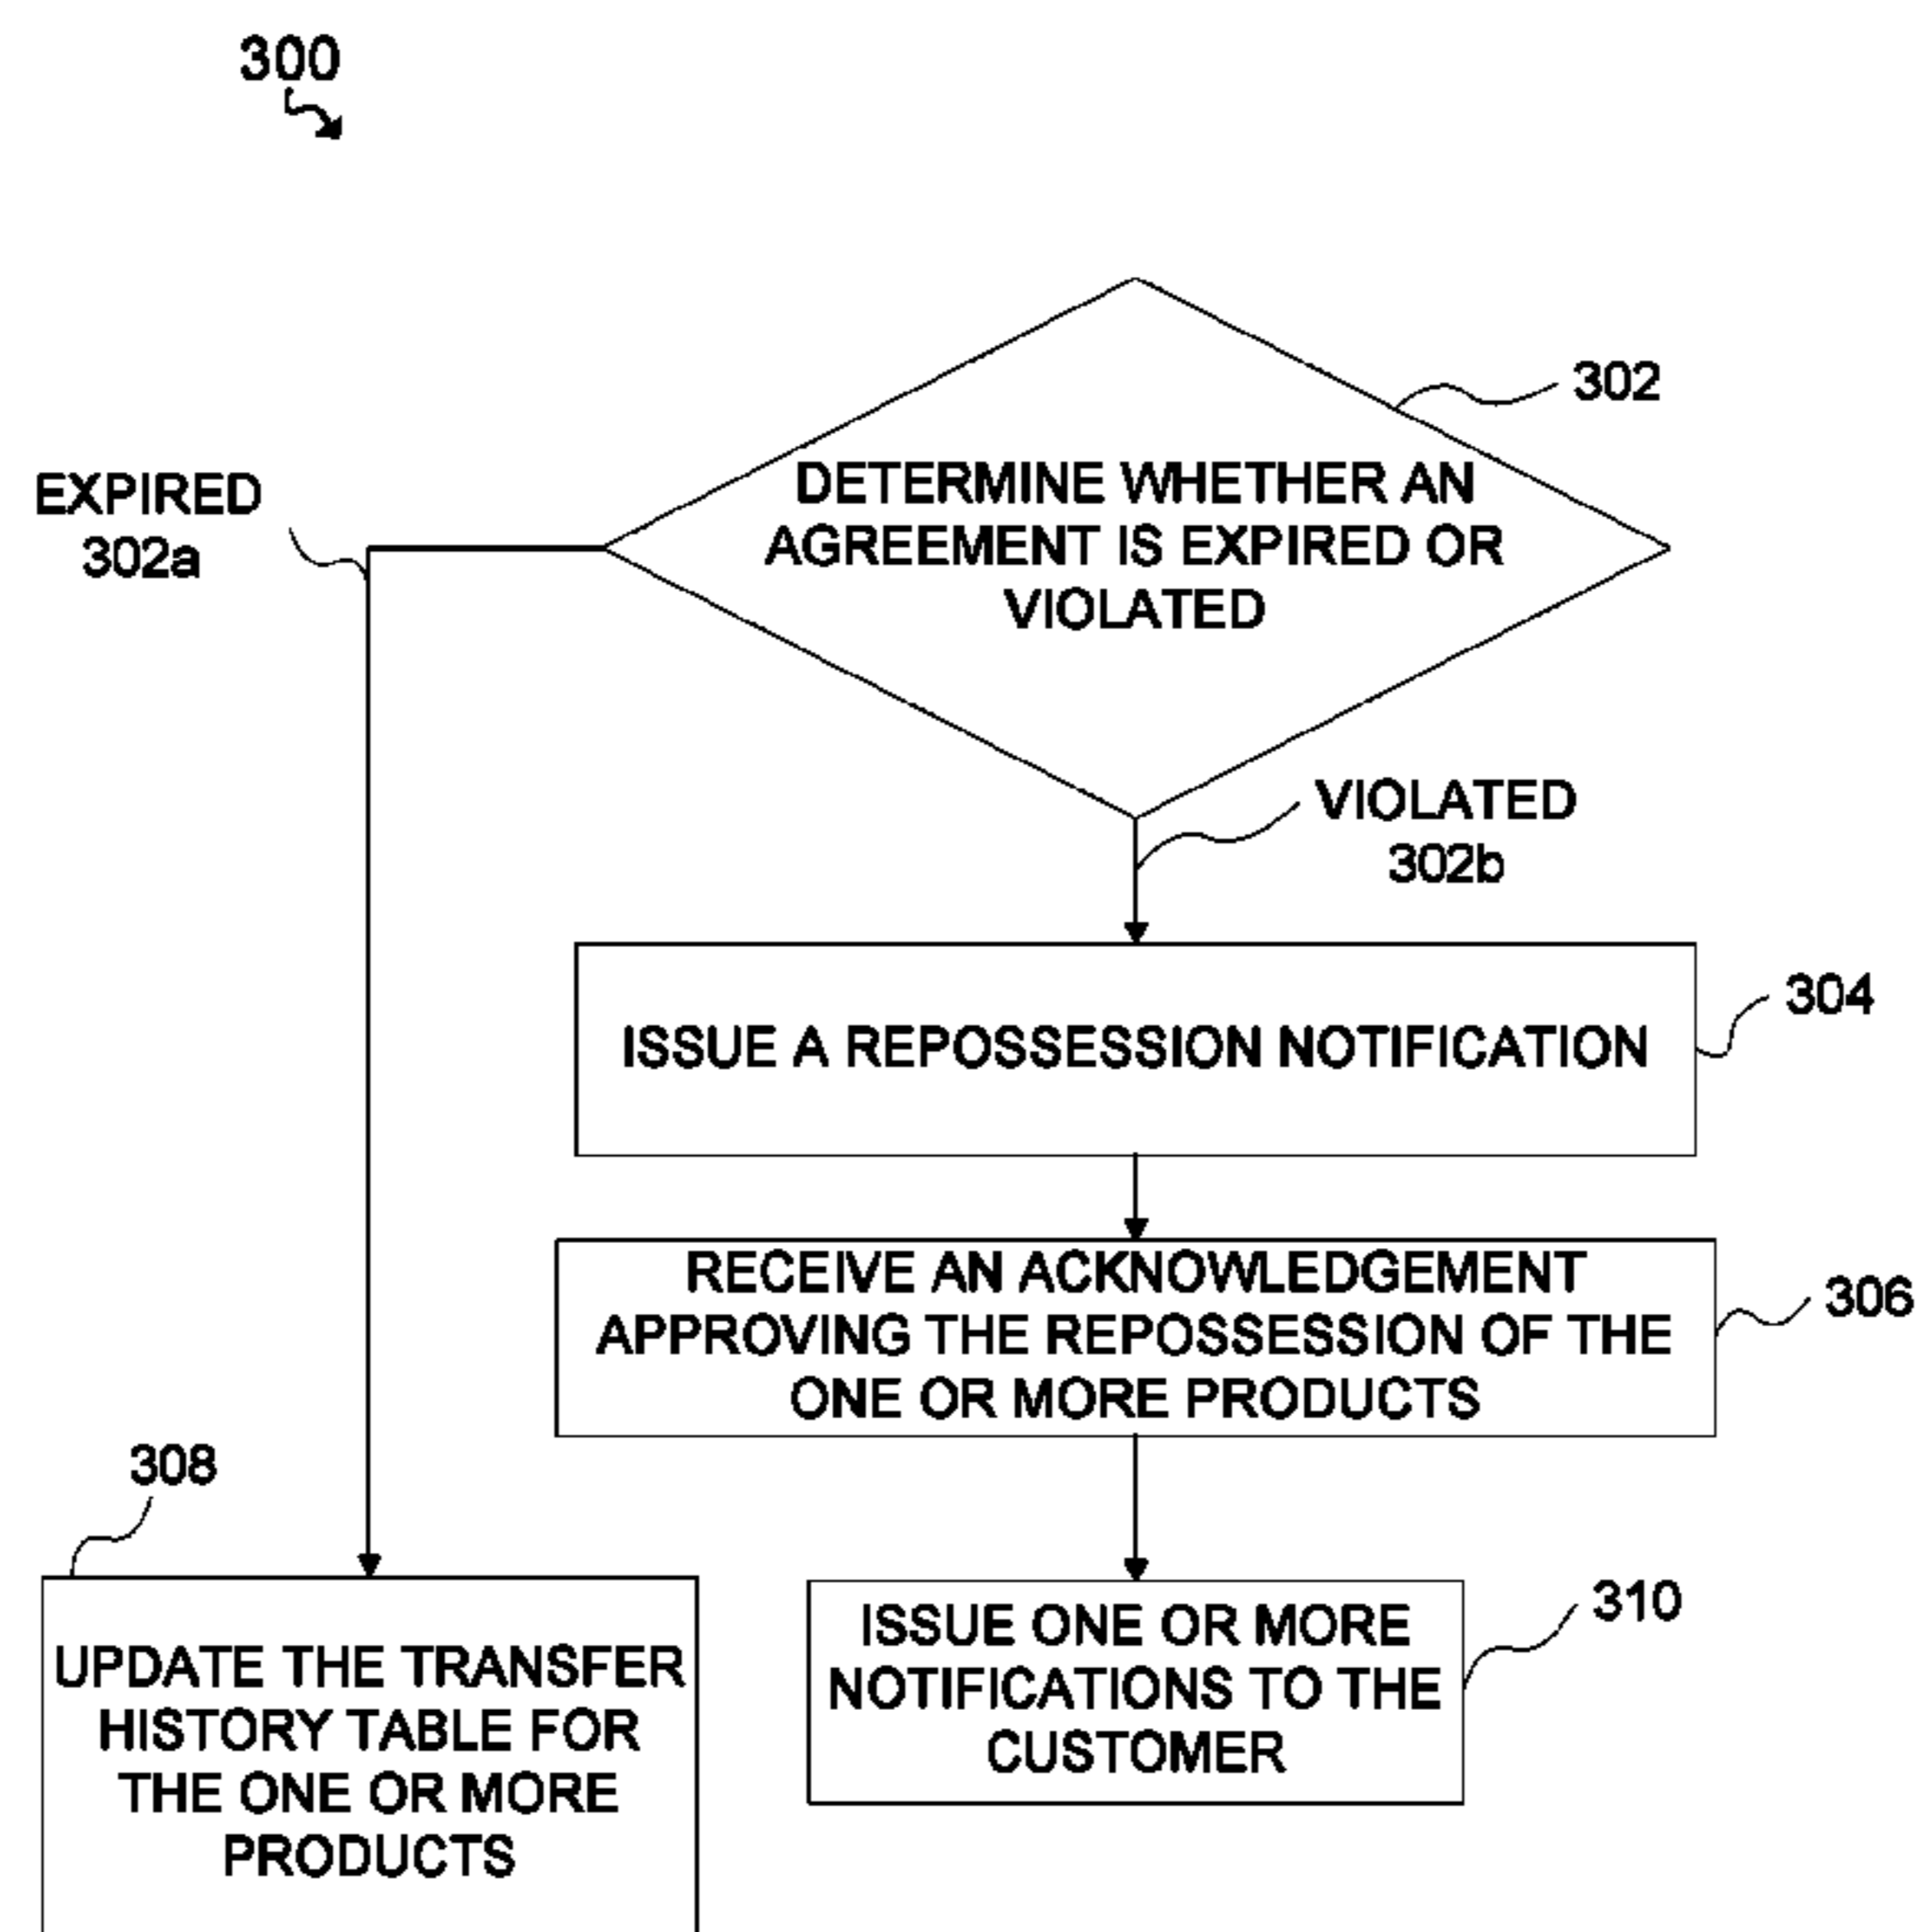 300
302
DETERMINE WHETHER AN
AGREEMENT IS EXPIRED OR
VIOLATED
EXPIRED
302a
VIOLATED
302b
304
ISSUE A REPOSSESSION NOTIFICATION
306
RECEIVE AN ACKNOWLEDGEMENT
APPROVING THE REPOSSESSION OF THE
ONE OR MORE PRODUCTS
308
UPDATE THE TRANSFER
HISTORY TABLE FOR
THE ONE OR MORE
PRODUCTS
310
ISSUE ONE OR MORE
NOTIFICATIONS TO THE
CUSTOMER